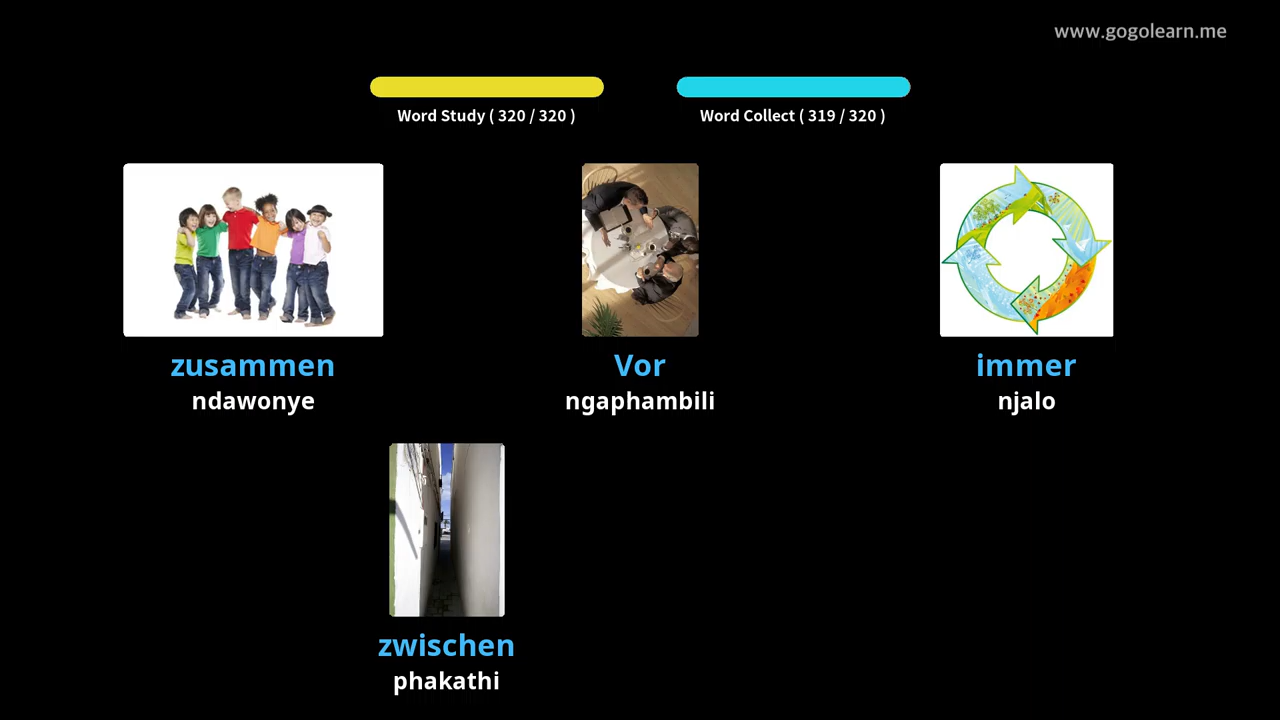 www.gogolearn.me
Word Study ( 320 / 320 )
Word Collect ( 319 / 320 )
zusammen
ndawonye
Vor
ngaphambili
immer
njalo
zwischen
phakathi